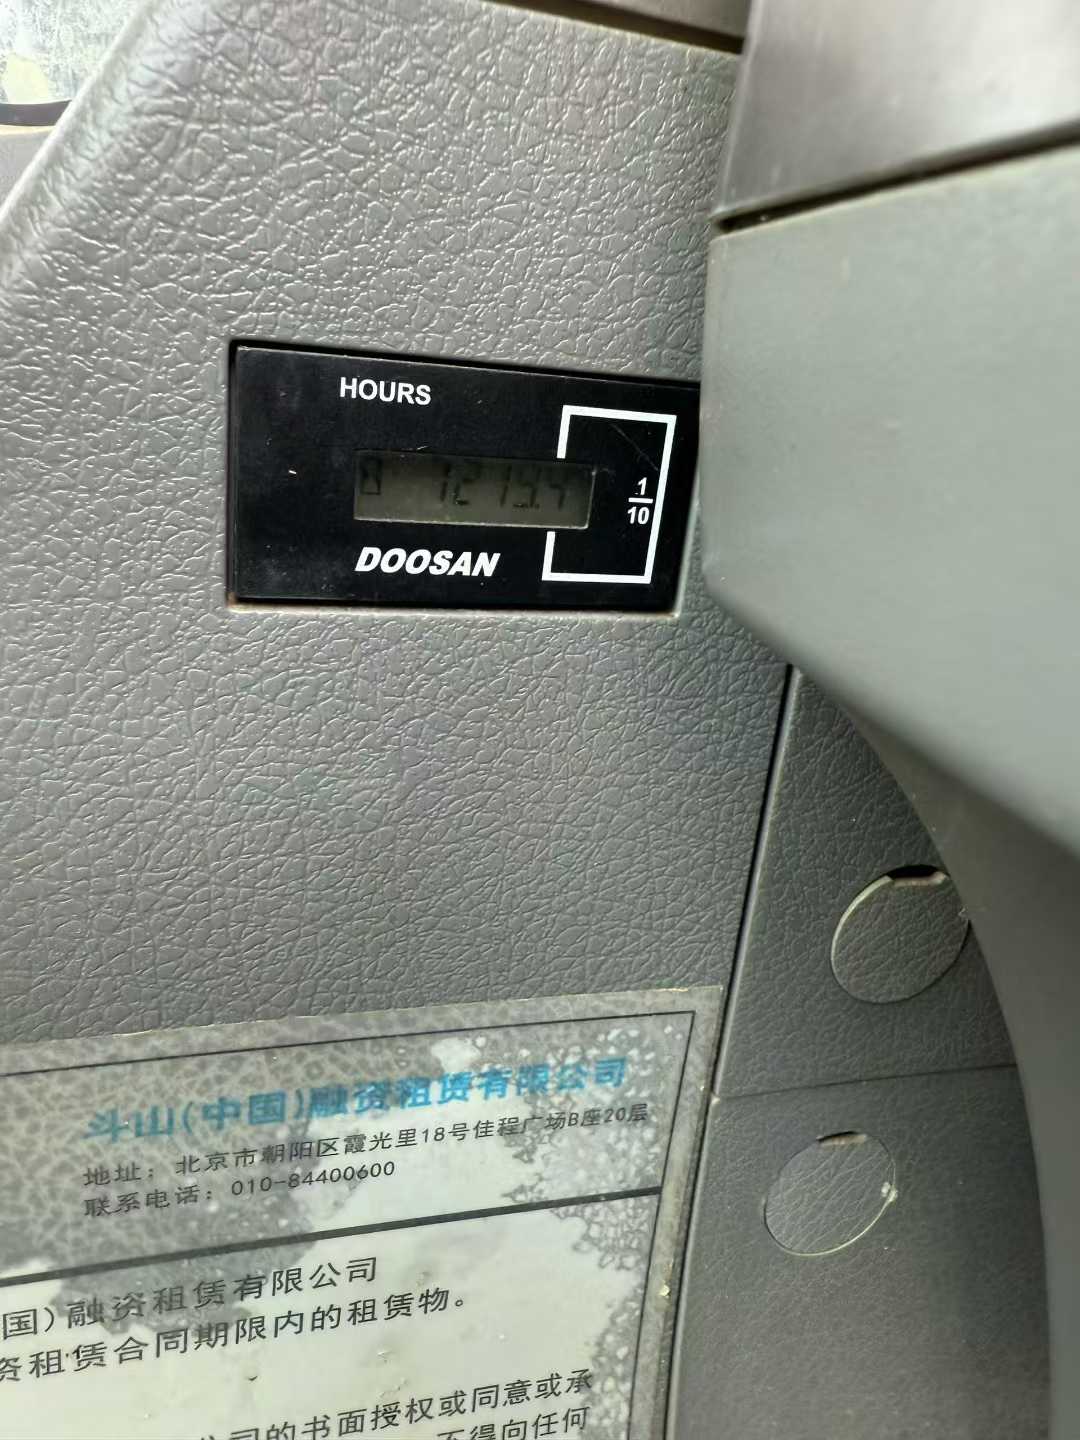 HOURS
1
10
DOOSAN
斗山(中国)融资租赁有限公司
地址：北京市朝阳区霞光里18号佳程广场B座20层
联系电话：010-84400600
国）融资租赁有限公司
资租赁合同期限内的租赁物。
公司的书面授权或同意或承
不得向任何